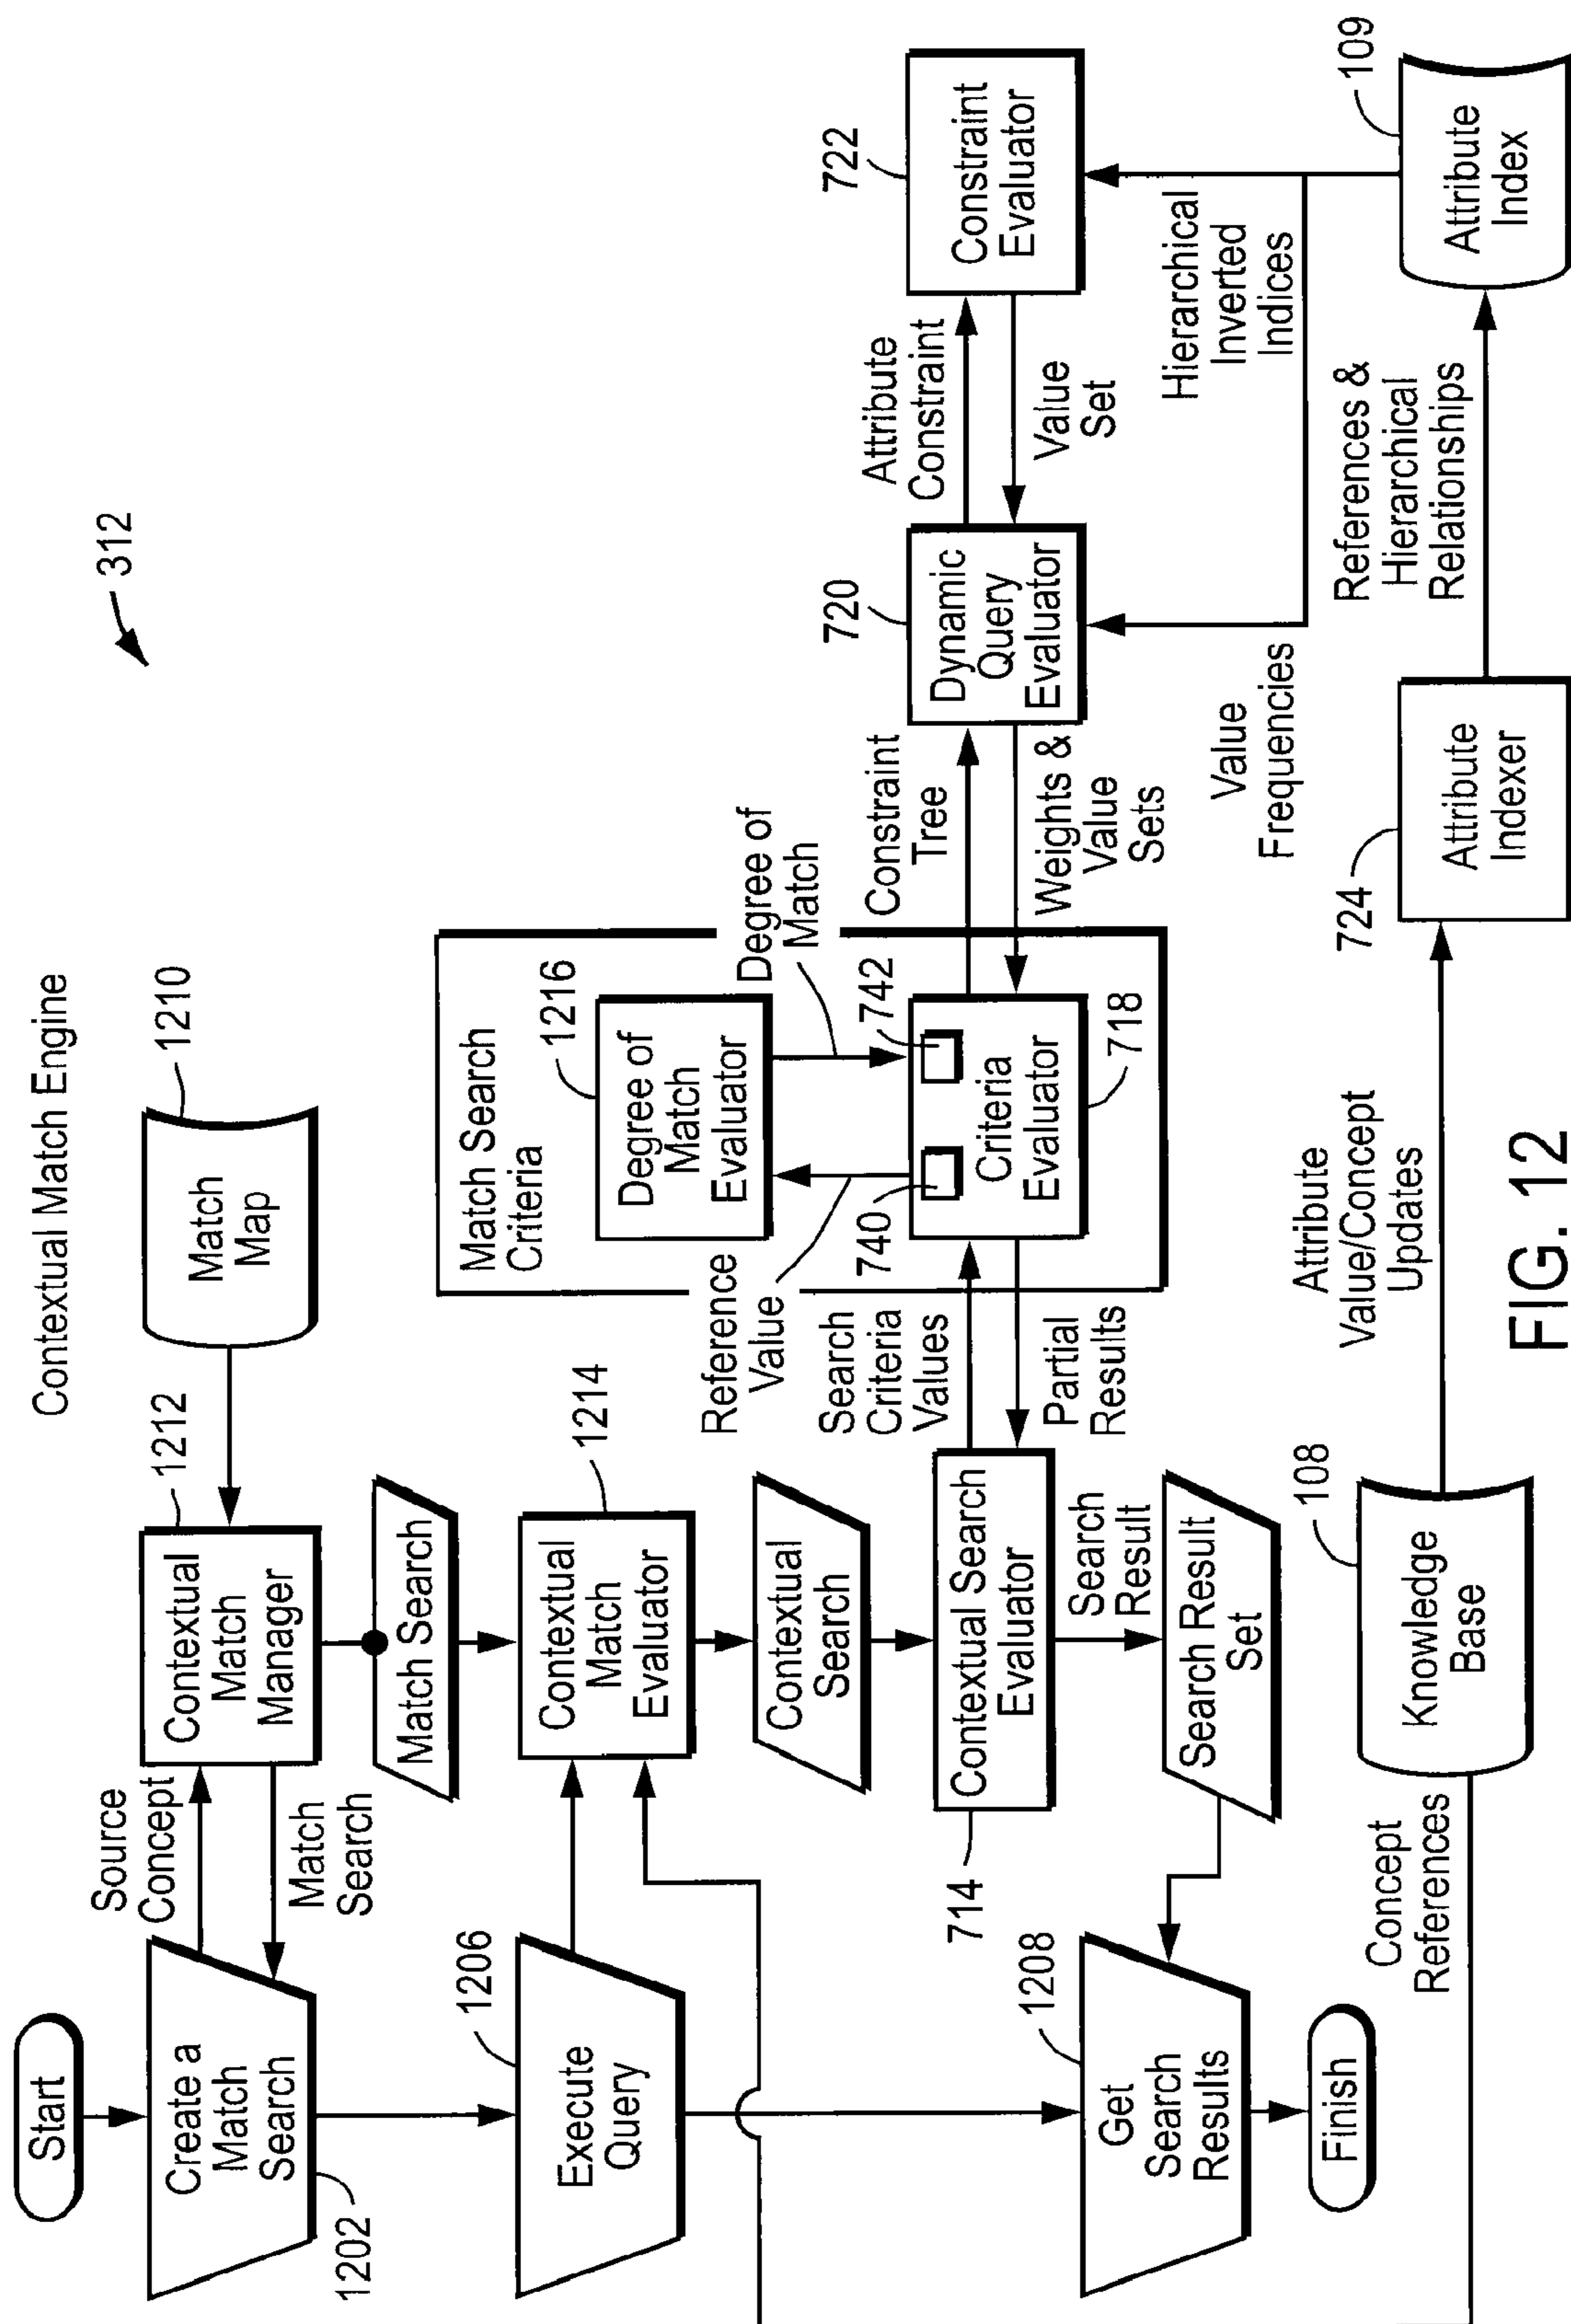 Contextual Match Engine
312
Start
Create a
Match
Search
1202
Source
Concept
Match
Search
Contextual
Match
Manager
1212
Match
Map
1210
Match Search
Execute
Query
1206
Contextual
Match
Evaluator
1214
Contextual
Search
Match Search
Criteria
Degree of
Match
Evaluator
1216
Reference
Value
Degree of
Match
740
742
Criteria
Evaluator
718
Search
Criteria
Values
Partial
Results
Constraint
Tree
Weights &
Value
Sets
720
Dynamic
Query
Evaluator
Attribute
Constraint
Value
Set
722
Constraint
Evaluator
Contextual Search
Evaluator
714
Search
Result
Search Result
Set
Get
Search
Results
1208
Finish
Value
Frequencies
Hierarchical
Inverted
Indices
Concept
References
Knowledge
Base
108
Attribute
Value/Concept
Updates
724
Attribute
Indexer
References &
Hierarchical
Relationships
Attribute
Index
109
FIG. 12